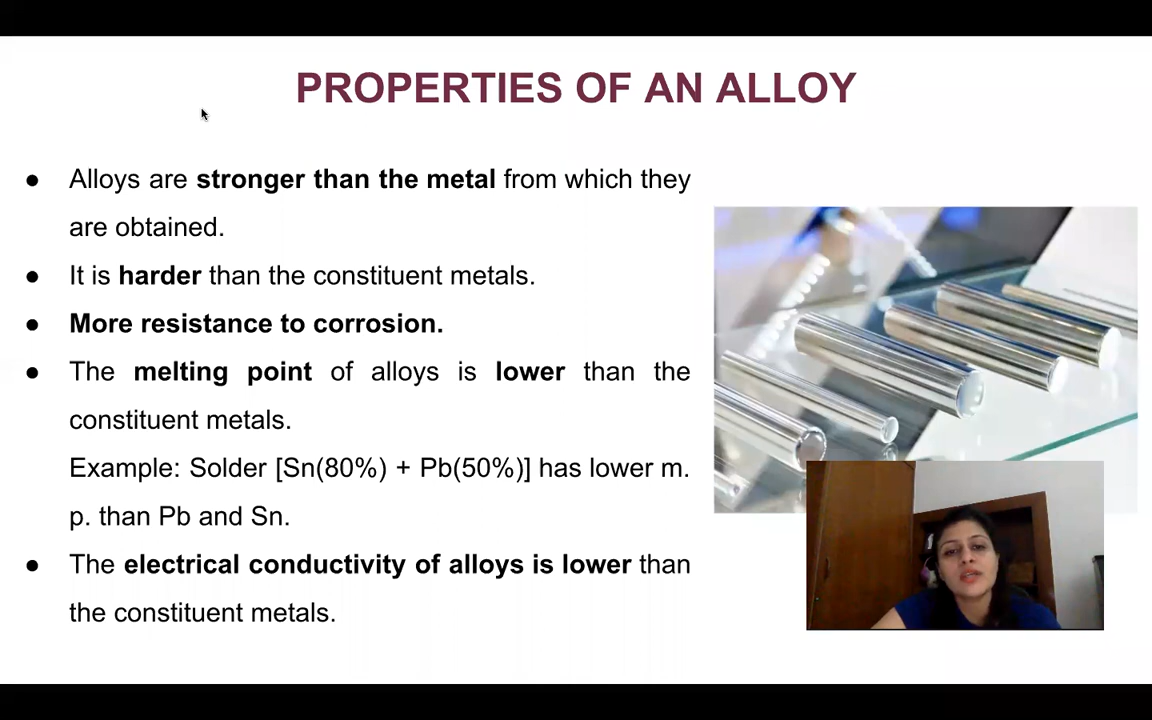 PROPERTIES OF AN ALLOY
● Alloys are stronger than the metal from which they
are obtained.
● It is harder than the constituent metals.
● More resistance to corrosion.
● The melting point of alloys is lower than the
constituent metals.
Example: Solder [Sn(80%) + Pb(50%)] has lower m.
p. than Pb and Sn.
● The electrical conductivity of alloys is lower than
the constituent metals.